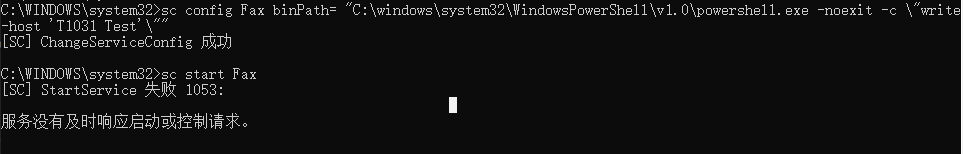 C:\WINDOWS\system32>sc config Fax binPath= "C:\windows\system32\WindowsPowerShell\v1.0\powershell.exe -noexit -c \"write
-host 'T1031 Test'\""
[SC] ChangeServiceConfig 成功
C:\WINDOWS\system32>sc start Fax
[SC] StartService 失败 1053:
服务没有及时响应启动或控制请求。